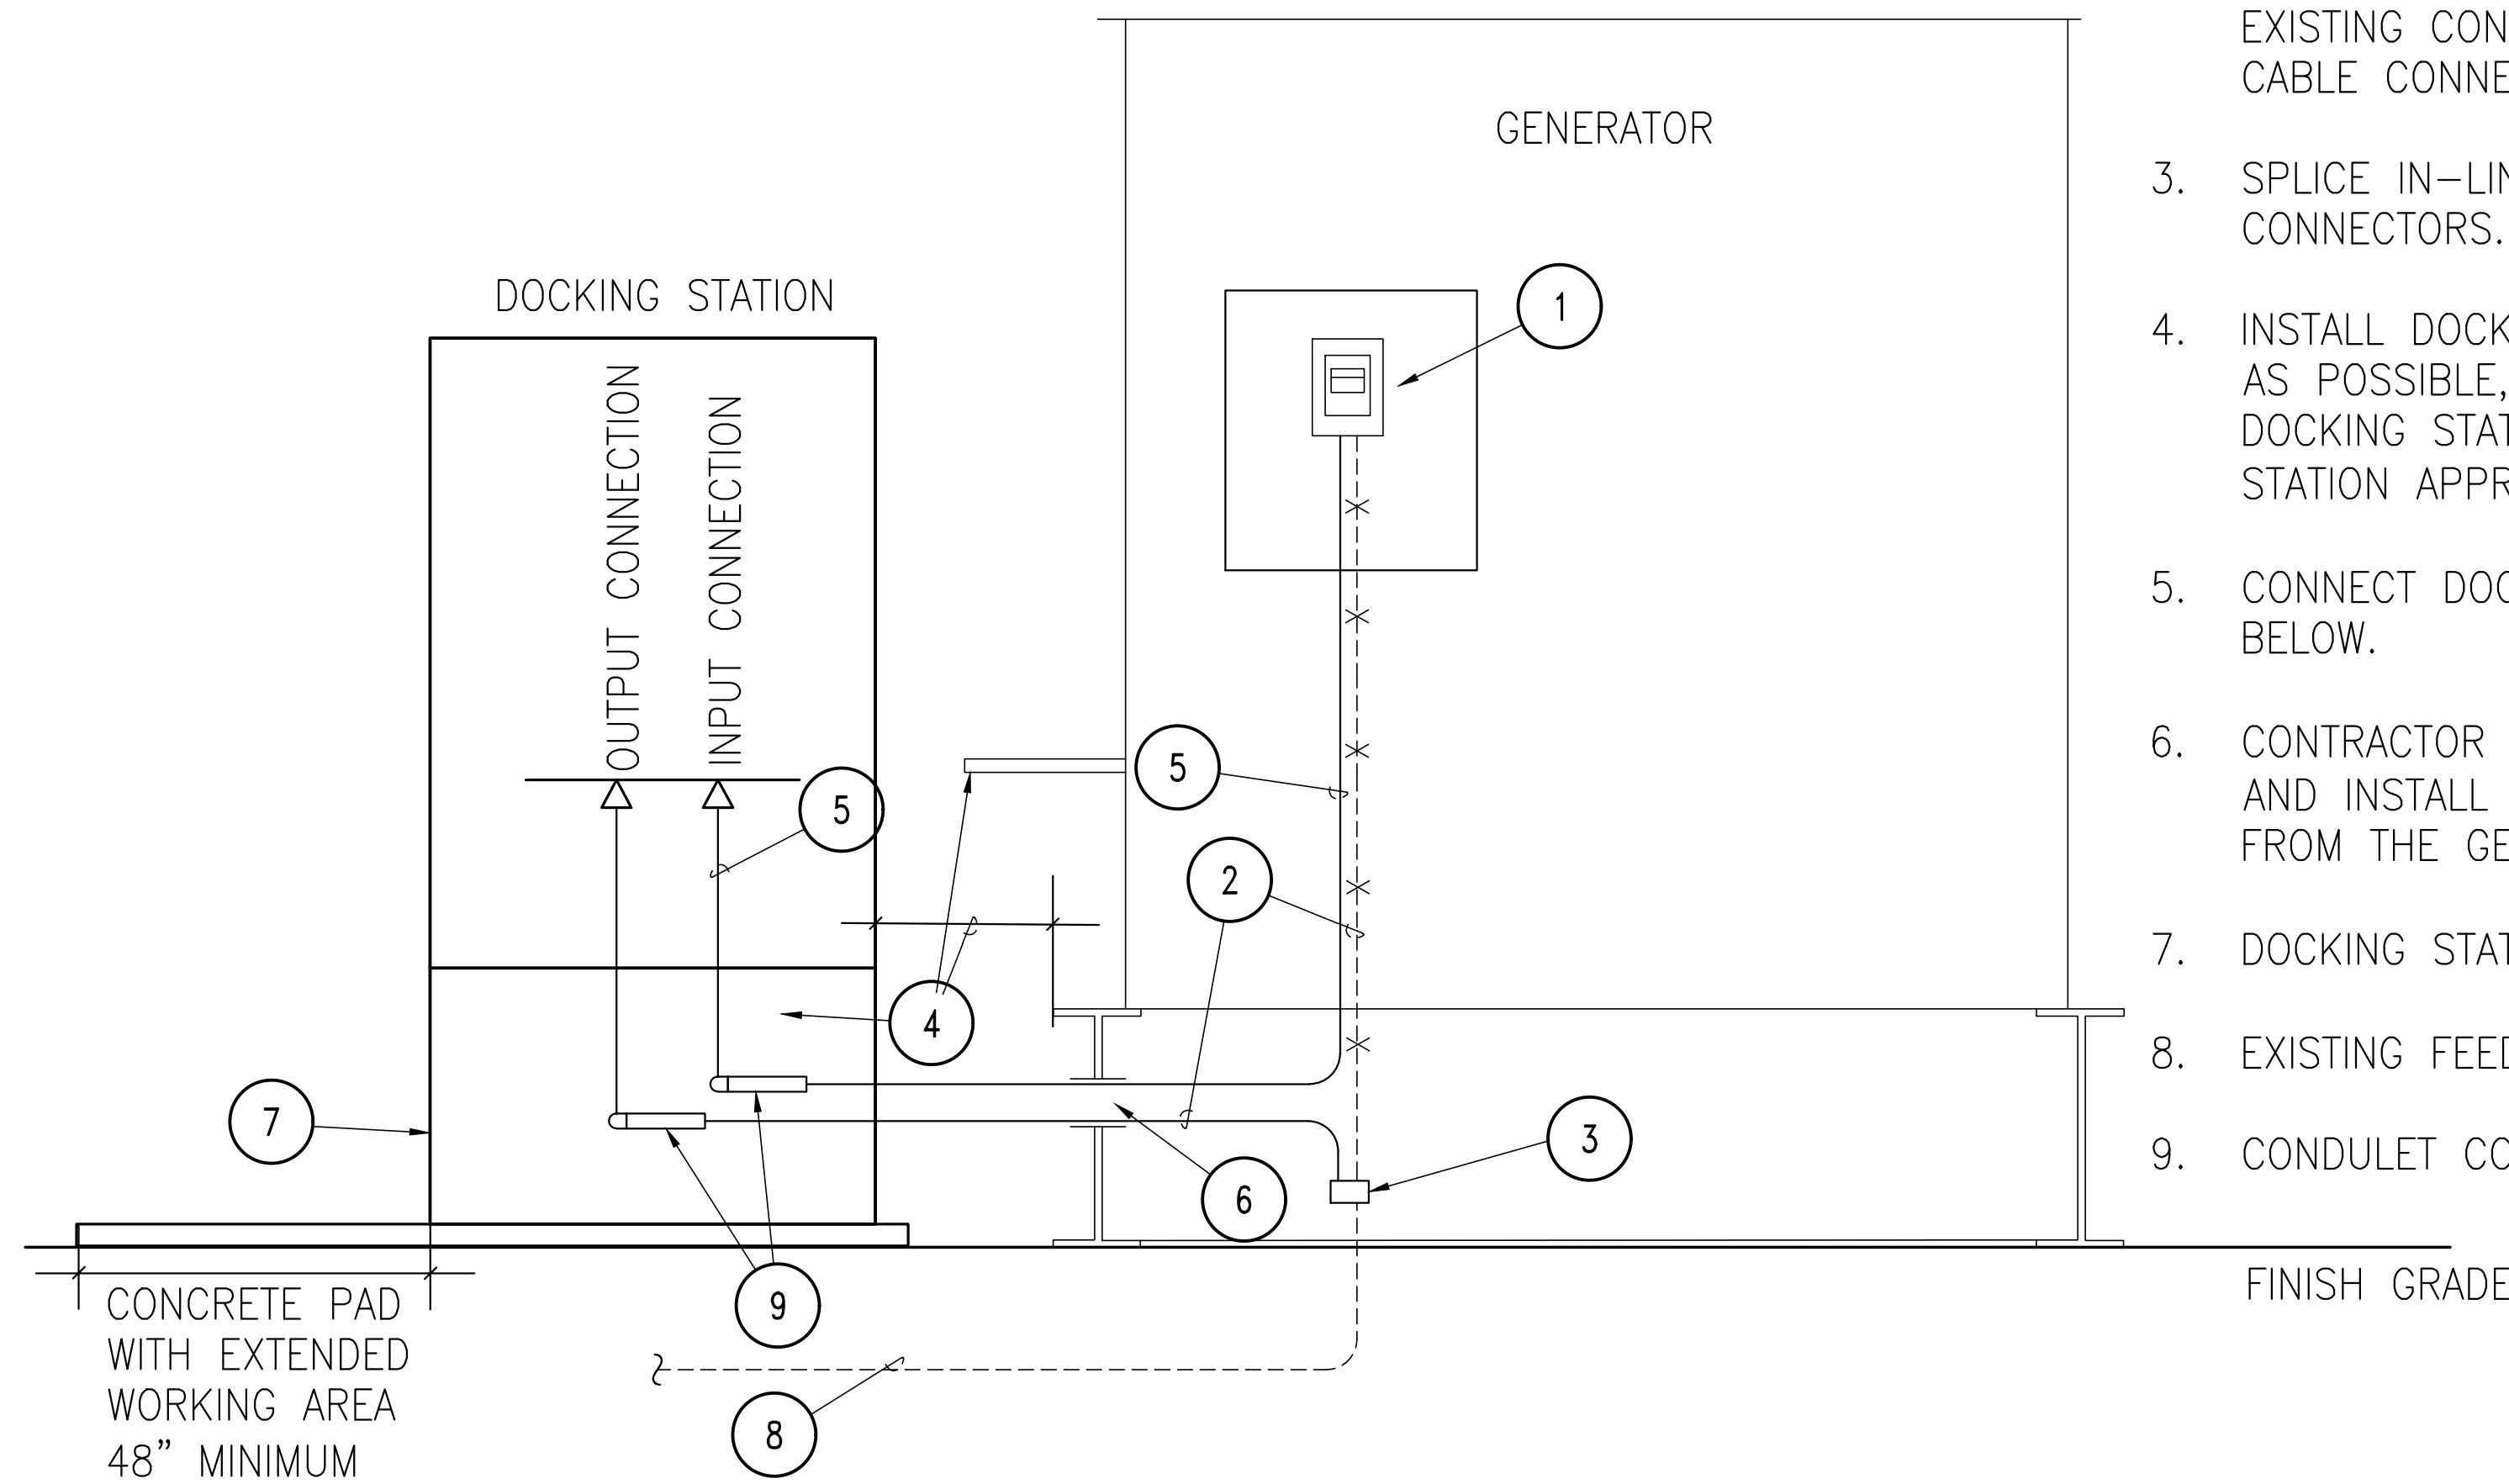 GENERATOR
DOCKING STATION
OUTPUT CONNECTION
INPUT CONNECTION
1
5
5
2
4
7
6
3
9
8
CONCRETE PAD
WITH EXTENDED
WORKING AREA
48" MINIMUM
EXISTING CON
CABLE CONNE
3. SPLICE IN-LIN
CONNECTORS.
4. INSTALL DOCK
AS POSSIBLE,
DOCKING STAT
STATION APPR
5. CONNECT DOC
BELOW.
6. CONTRACTOR
AND INSTALL
FROM THE GE
7. DOCKING STAT
8. EXISTING FEED
9. CONDULET CO
FINISH GRADE